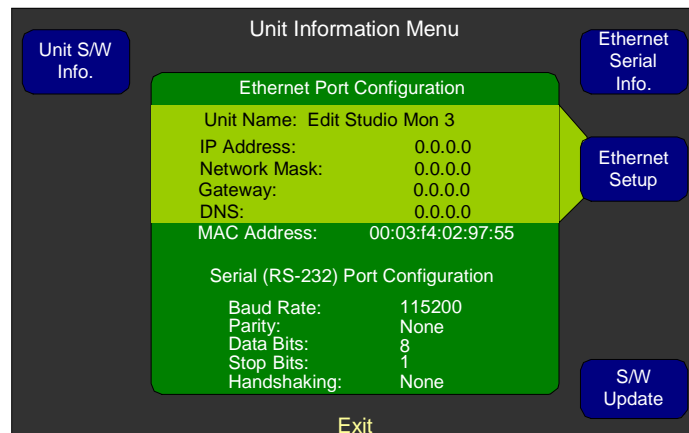 Unit Information Menu
Unit S/W
Info.
Ethernet
Serial
Info.
Ethernet Port Configuration
Unit Name: Edit Studio Mon 3
IP Address: 0.0.0.0
Network Mask: 0.0.0.0
Gateway: 0.0.0.0
DNS: 0.0.0.0
Ethernet
Setup
MAC Address: 00:03:f4:02:97:55
Serial (RS-232) Port Configuration
Baud Rate: 115200
Parity: None
Data Bits: 8
Stop Bits: 1
Handshaking: None
S/W
Update
Exit